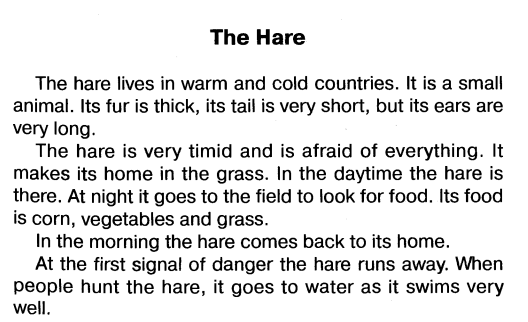 The Hare
The hare lives in warm and cold countries. It is a small
animal. Its fur is thick, its tail is very short, but its ears are
very long.
The hare is very timid and is afraid of everything. It
makes its home in the grass. In the daytime the hare is
there. At night it goes to the field to look for food. Its food
is corn, vegetables and grass.
In the morning the hare comes back to its home.
At the first signal of danger the hare runs away. When
people hunt the hare, it goes to water as it swims very
well.